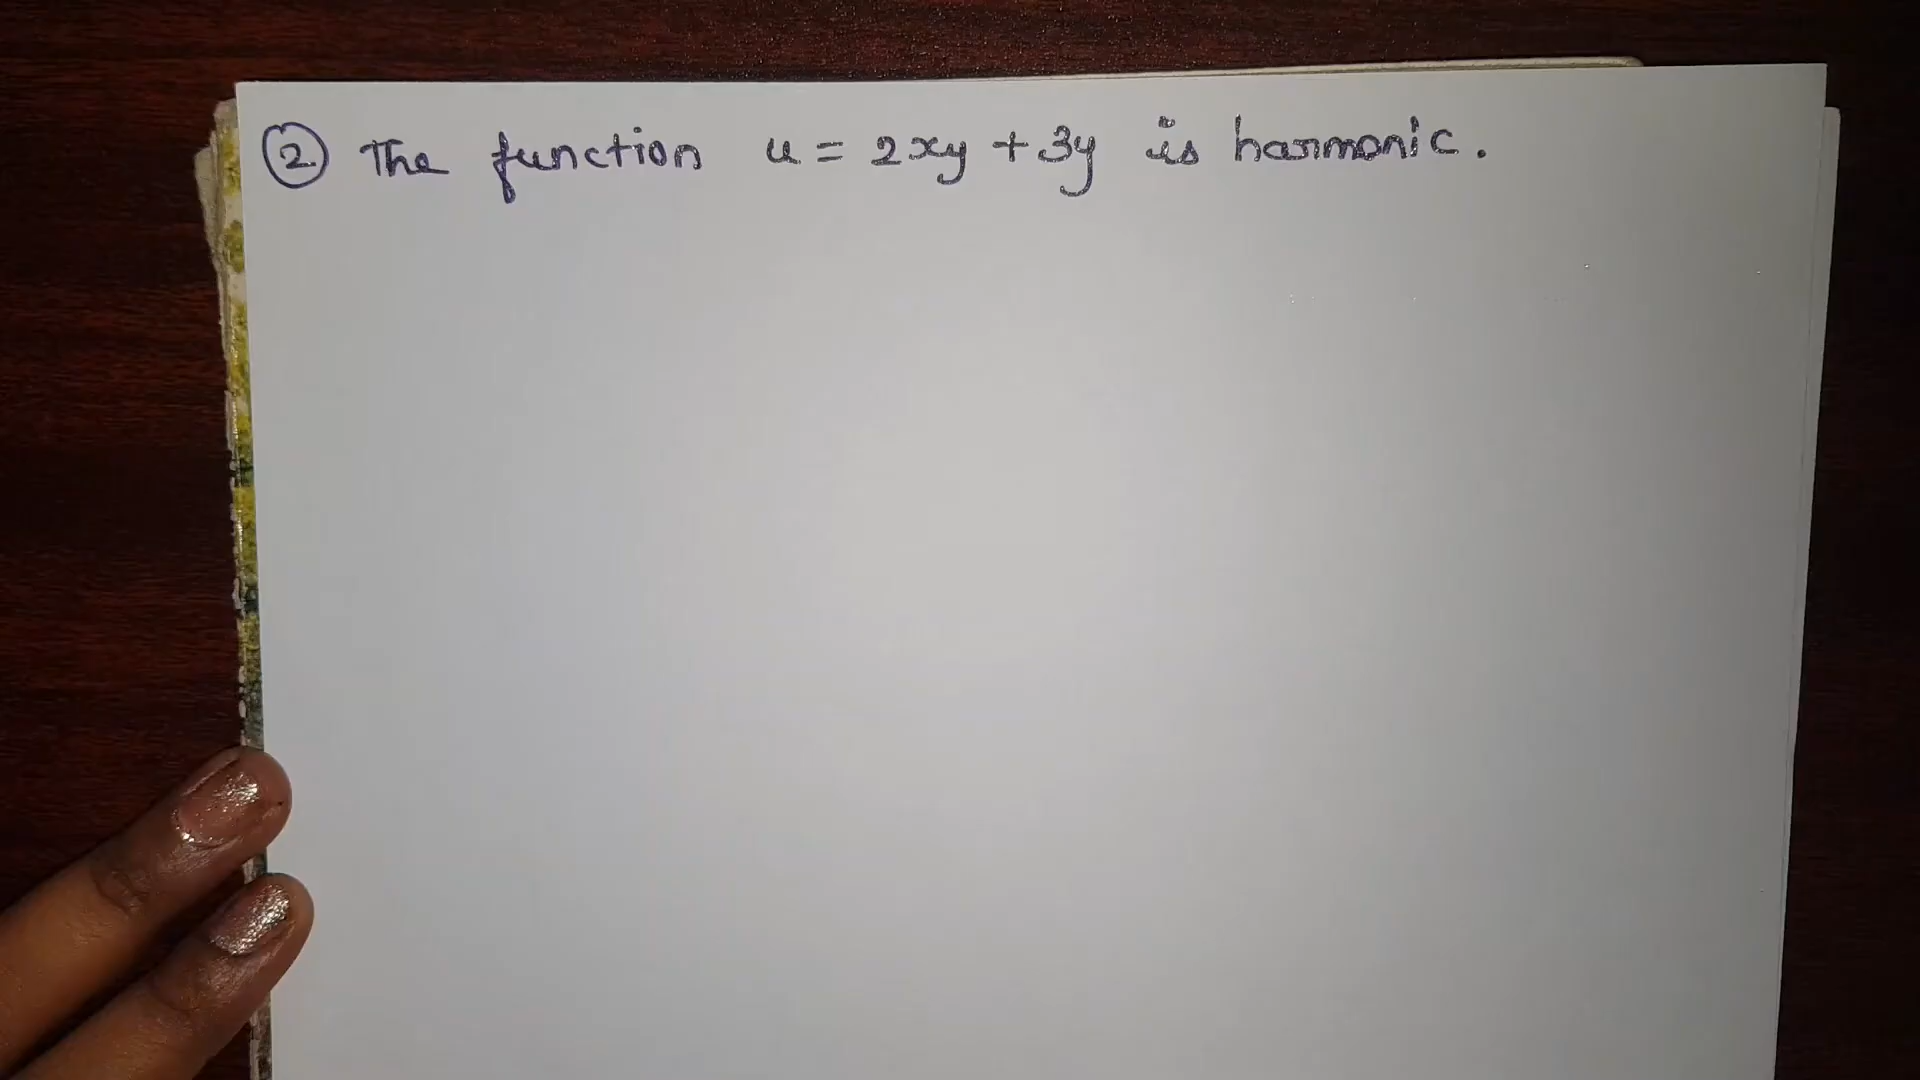 ② The function u = 2xy + 3y is harmonic.